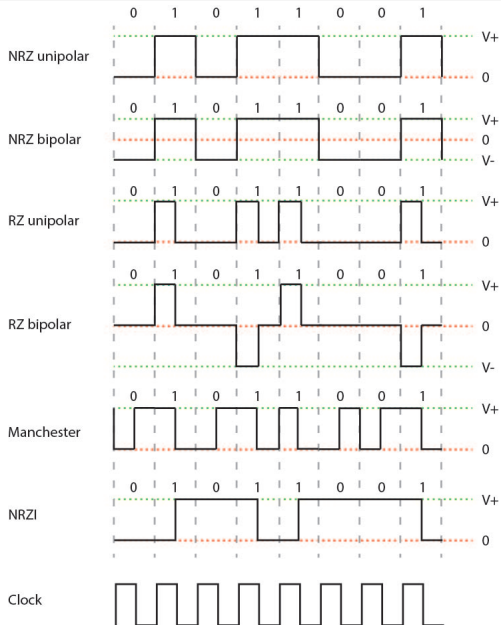 0 1 0 1 1 0 0 1
V+
NRZ unipolar
0
0 1 0 1 1 0 0 1
V+
NRZ bipolar 0
V-
0 1 0 1 1 0 0 1
V+
RZ unipolar
0
0 1 0 1 1 0 0 1
V+
RZ bipolar 0
V-
0 1 0 1 1 0 0 1
V+
Manchester
0
0 1 0 1 1 0 0 1
V+
NRZI
0
Clock